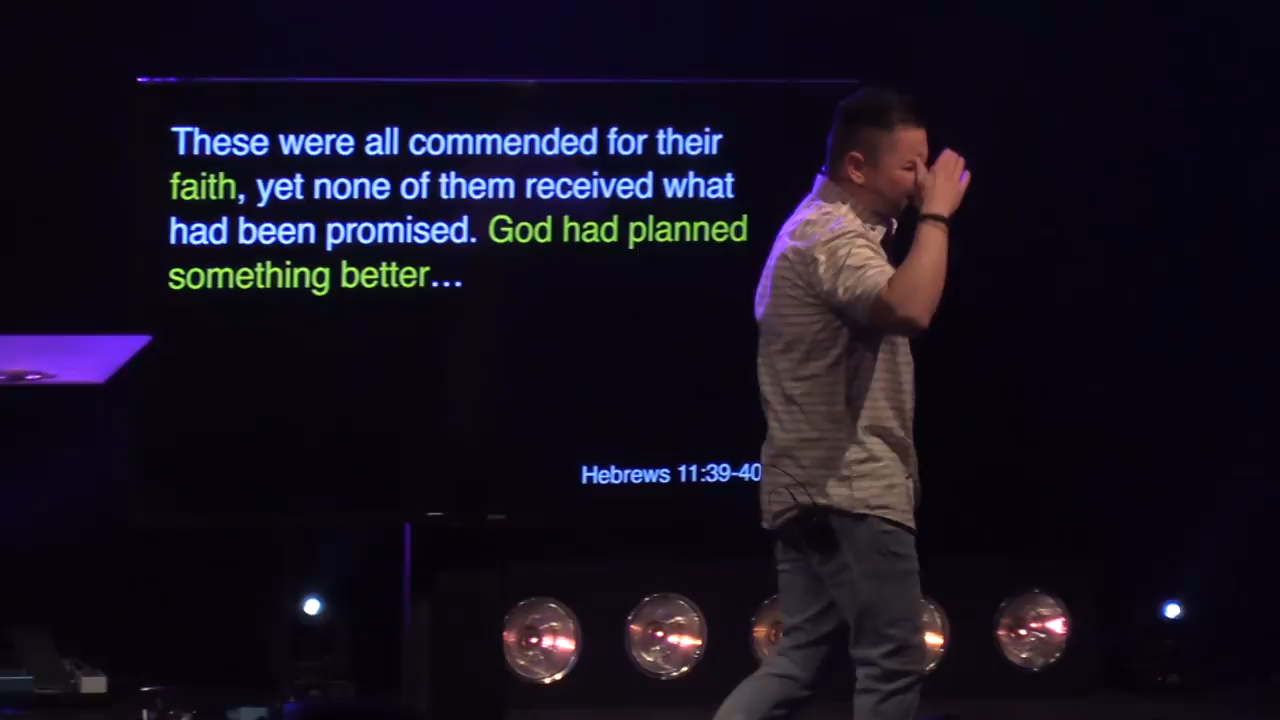 These were all commended for their
faith, yet none of them received what
had been promised. God had planned
something better...
Hebrews 11:39-40